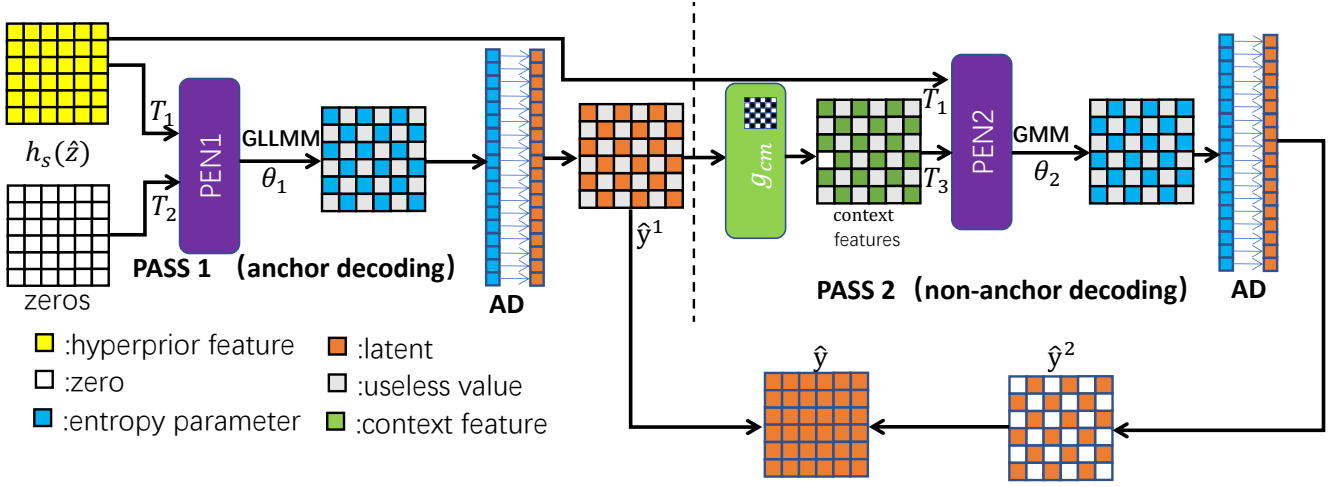 h_s(ẑ)
T_1
T_2
zeros
PEN1
GLLMM
θ_1
PASS 1 (anchor decoding)
AD
ŷ^1
g_cm
context
features
T_1
T_3
PEN2
GMM
θ_2
PASS 2 (non-anchor decoding)
AD
:hyperprior feature
:zero
:entropy parameter
:latent
:useless value
:context feature
ŷ
ŷ^2